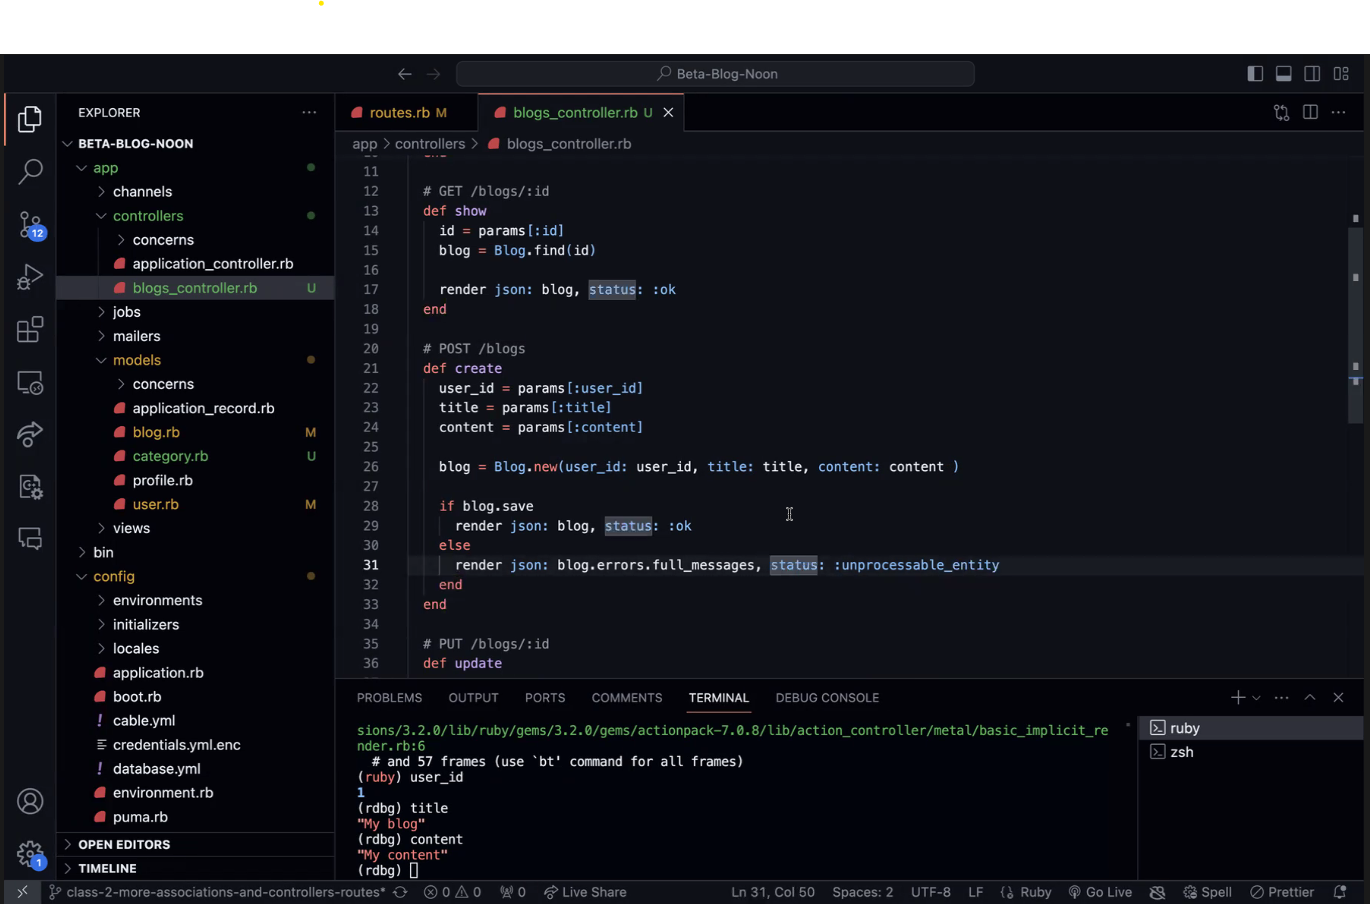 Beta-Blog-Noon
EXPLORER
BETA-BLOG-NOON
app
channels
controllers
concerns
application_controller.rb
blogs_controller.rb U
jobs
mailers
models
concerns
application_record.rb
blog.rb M
category.rb U
profile.rb
user.rb M
views
bin
config
environments
initializers
locales
application.rb
boot.rb
! cable.yml
credentials.yml.enc
! database.yml
environment.rb
puma.rb
OPEN EDITORS
TIMELINE
12
1
routes.rb M
blogs_controller.rb U
app > controllers > blogs_controller.rb
11
12 # GET /blogs/:id
13 def show
14 id = params[:id]
15 blog = Blog.find(id)
16
17 render json: blog, status: :ok
18 end
19
20 # POST /blogs
21 def create
22 user_id = params[:user_id]
23 title = params[:title]
24 content = params[:content]
25
26 blog = Blog.new(user_id: user_id, title: title, content: content )
27
28 if blog.save
29 render json: blog, status: :ok
30 else
31 render json: blog.errors.full_messages, status: :unprocessable_entity
32 end
33 end
34
35 # PUT /blogs/:id
36 def update
PROBLEMS OUTPUT PORTS COMMENTS TERMINAL DEBUG CONSOLE
sions/3.2.0/lib/ruby/gems/3.2.0/gems/actionpack-7.0.8/lib/action_controller/metal/basic_implicit_re
nder.rb:6
# and 57 frames (use `bt' command for all frames)
(ruby) user_id
1
(rdbg) title
"My blog"
(rdbg) content
"My content"
(rdbg)
ruby
zsh
class-2-more-associations-and-controllers-routes* 0 0 0 Live Share Ln 31, Col 50 Spaces: 2 UTF-8 LF Ruby Go Live Spell Prettier